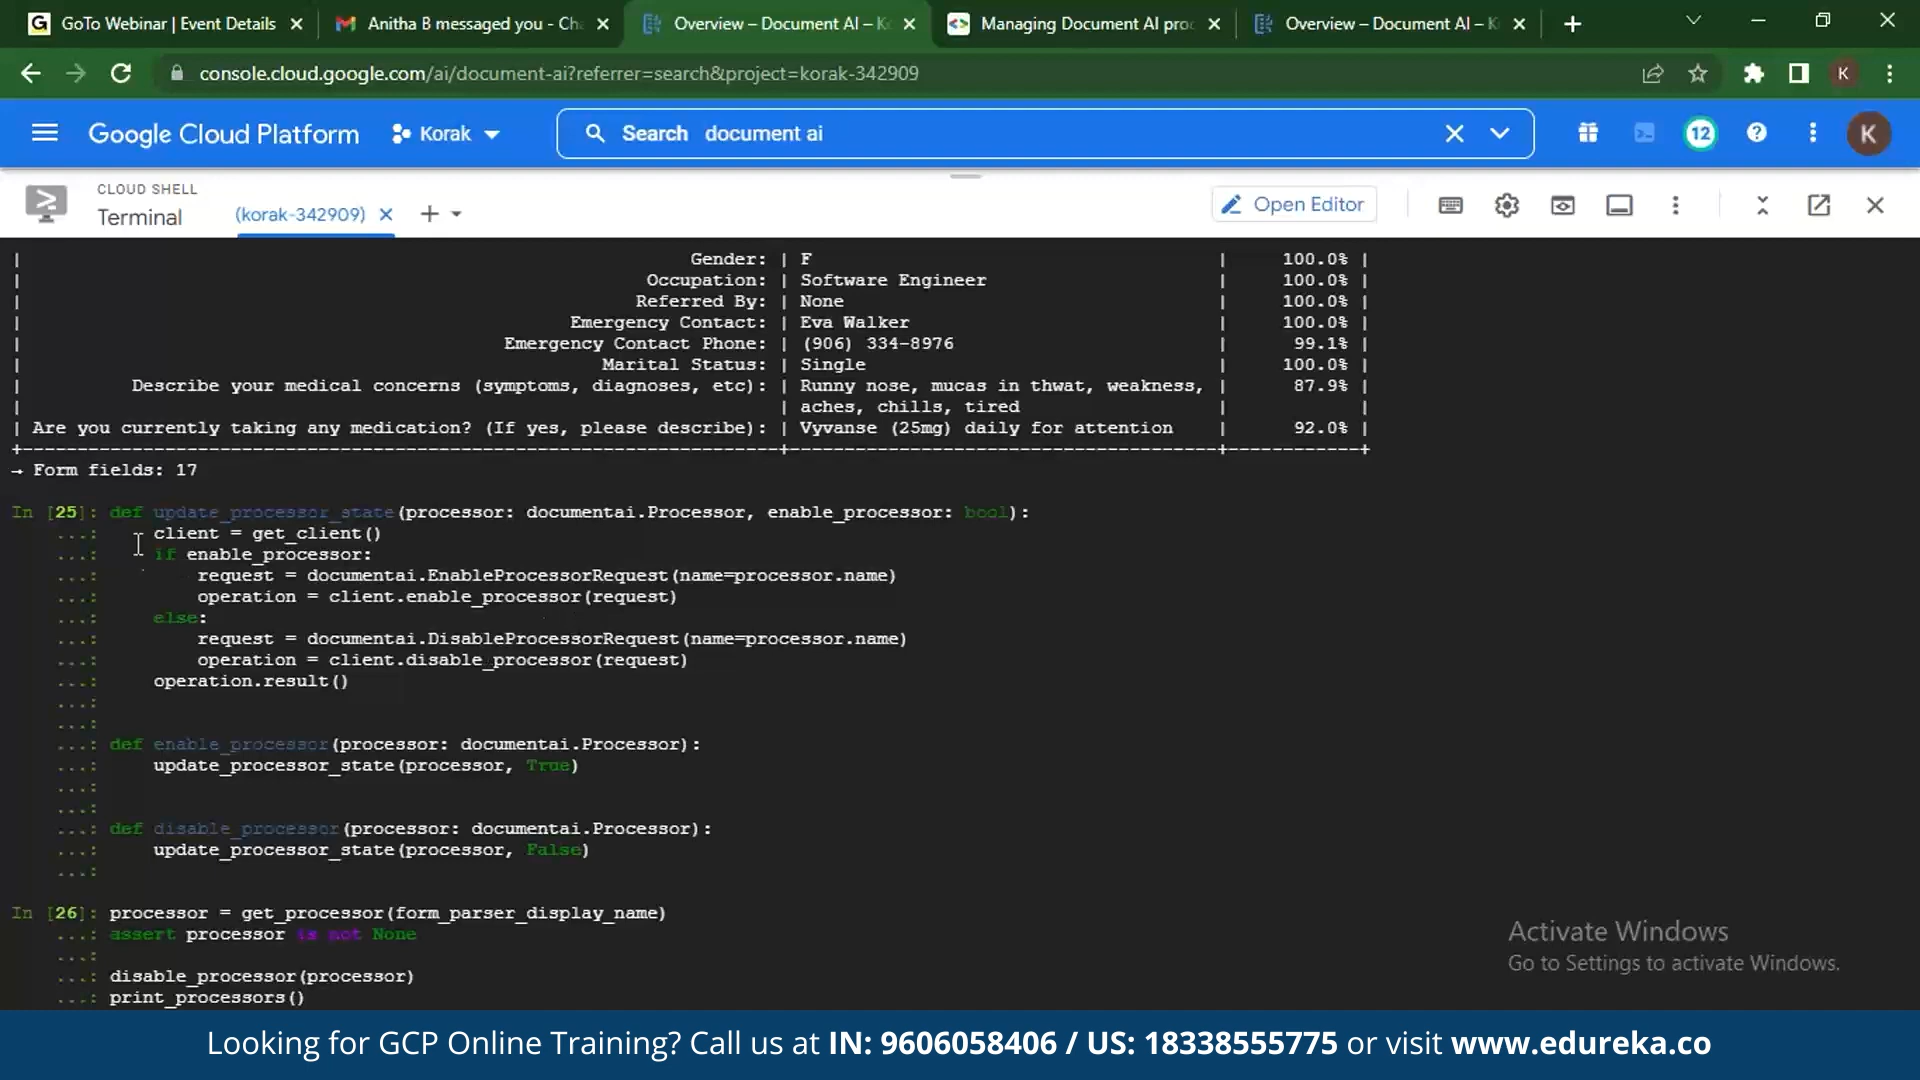 GoTo Webinar | Event Details
Anitha B messaged you - Ch
Overview – Document AI – Ko
Managing Document AI proc
Overview – Document AI – K
console.cloud.google.com/ai/document-ai?referrer=search&project=korak-342909
K
Google Cloud Platform
Korak
Search document ai
12
K
CLOUD SHELL
Terminal
(korak-342909)
Open Editor
| Gender: | F | 100.0% |
| Occupation: | Software Engineer | 100.0% |
| Referred By: | None | 100.0% |
| Emergency Contact: | Eva Walker | 100.0% |
| Emergency Contact Phone: | (906) 334-8976 | 99.1% |
| Marital Status: | Single | 100.0% |
| Describe your medical concerns (symptoms, diagnoses, etc): | Runny nose, mucas in thwat, weakness, | 87.9% |
| | aches, chills, tired | |
| Are you currently taking any medication? (If yes, please describe): | Vyvanse (25mg) daily for attention | 92.0% |
→ Form fields: 17
In [25]: def update_processor_state(processor: documentai.Processor, enable_processor: bool):
...: client = get_client()
...: if enable_processor:
...: request = documentai.EnableProcessorRequest(name=processor.name)
...: operation = client.enable_processor(request)
...: else:
...: request = documentai.DisableProcessorRequest(name=processor.name)
...: operation = client.disable_processor(request)
...: operation.result()
...:
...:
...: def enable_processor(processor: documentai.Processor):
...: update_processor_state(processor, True)
...:
...:
...: def disable_processor(processor: documentai.Processor):
...: update_processor_state(processor, False)
...:
In [26]: processor = get_processor(form_parser_display_name)
...: assert processor is not None
...:
...: disable_processor(processor)
...: print_processors()
Activate Windows
Go to Settings to activate Windows.
Looking for GCP Online Training? Call us at IN: 9606058406 / US: 18338555775 or visit www.edureka.co